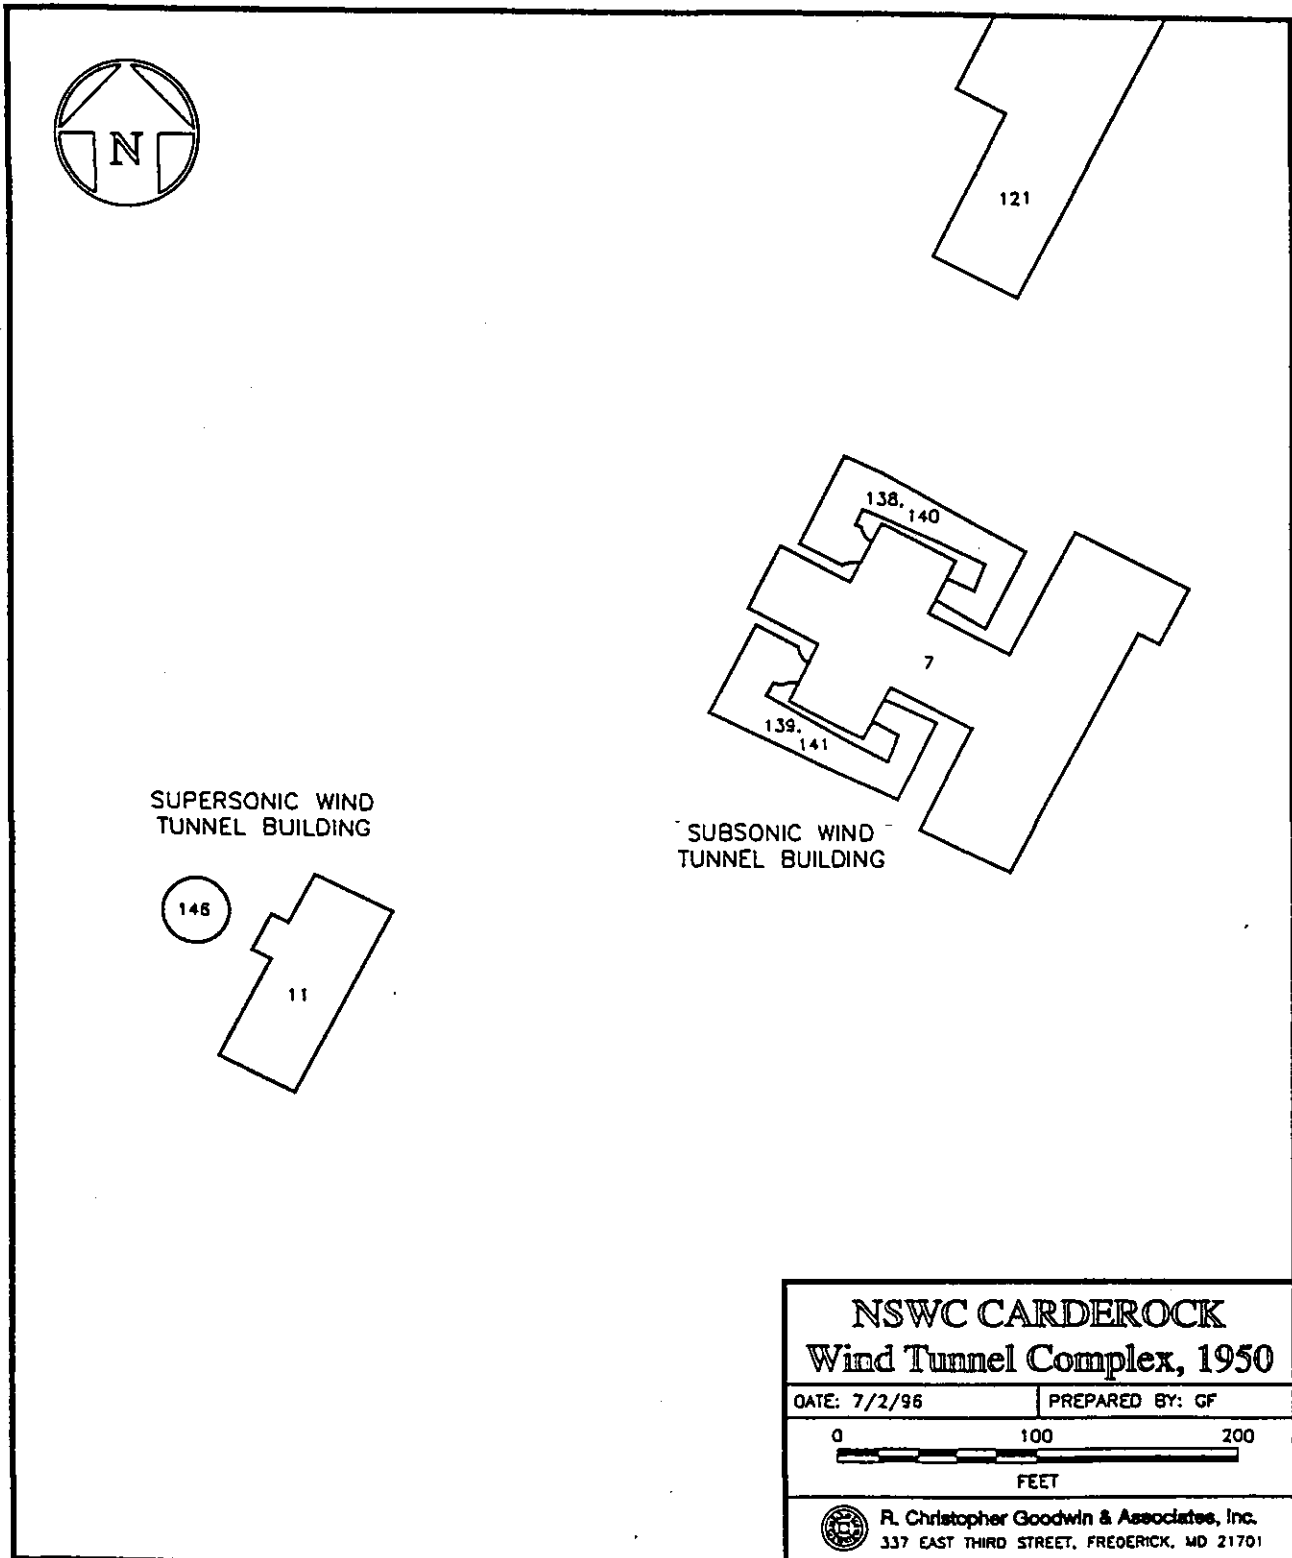 N
121
138,
140
7
139,
141
SUPERSONIC WIND
TUNNEL BUILDING
SUBSONIC WIND
TUNNEL BUILDING
146
11
NSWC CARDEROCK
Wind Tunnel Complex, 1950
DATE: 7/2/96
PREPARED BY: GF
0 100 200
FEET
R. Christopher Goodwin & Associates, Inc.
337 EAST THIRD STREET, FREDERICK, MD 21701